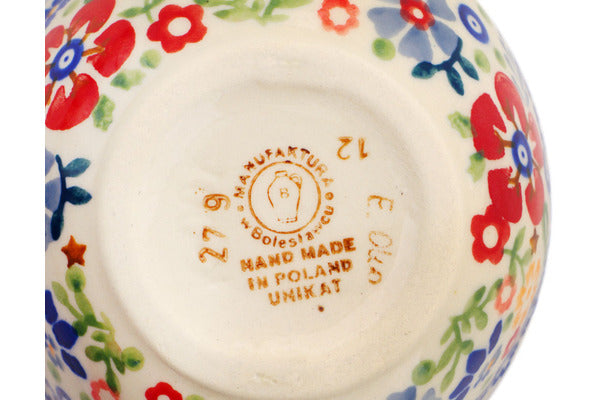 MANUFAKTURA
w Bolesławcu
B
HAND MADE
IN POLAND
UNIKAT
279
12